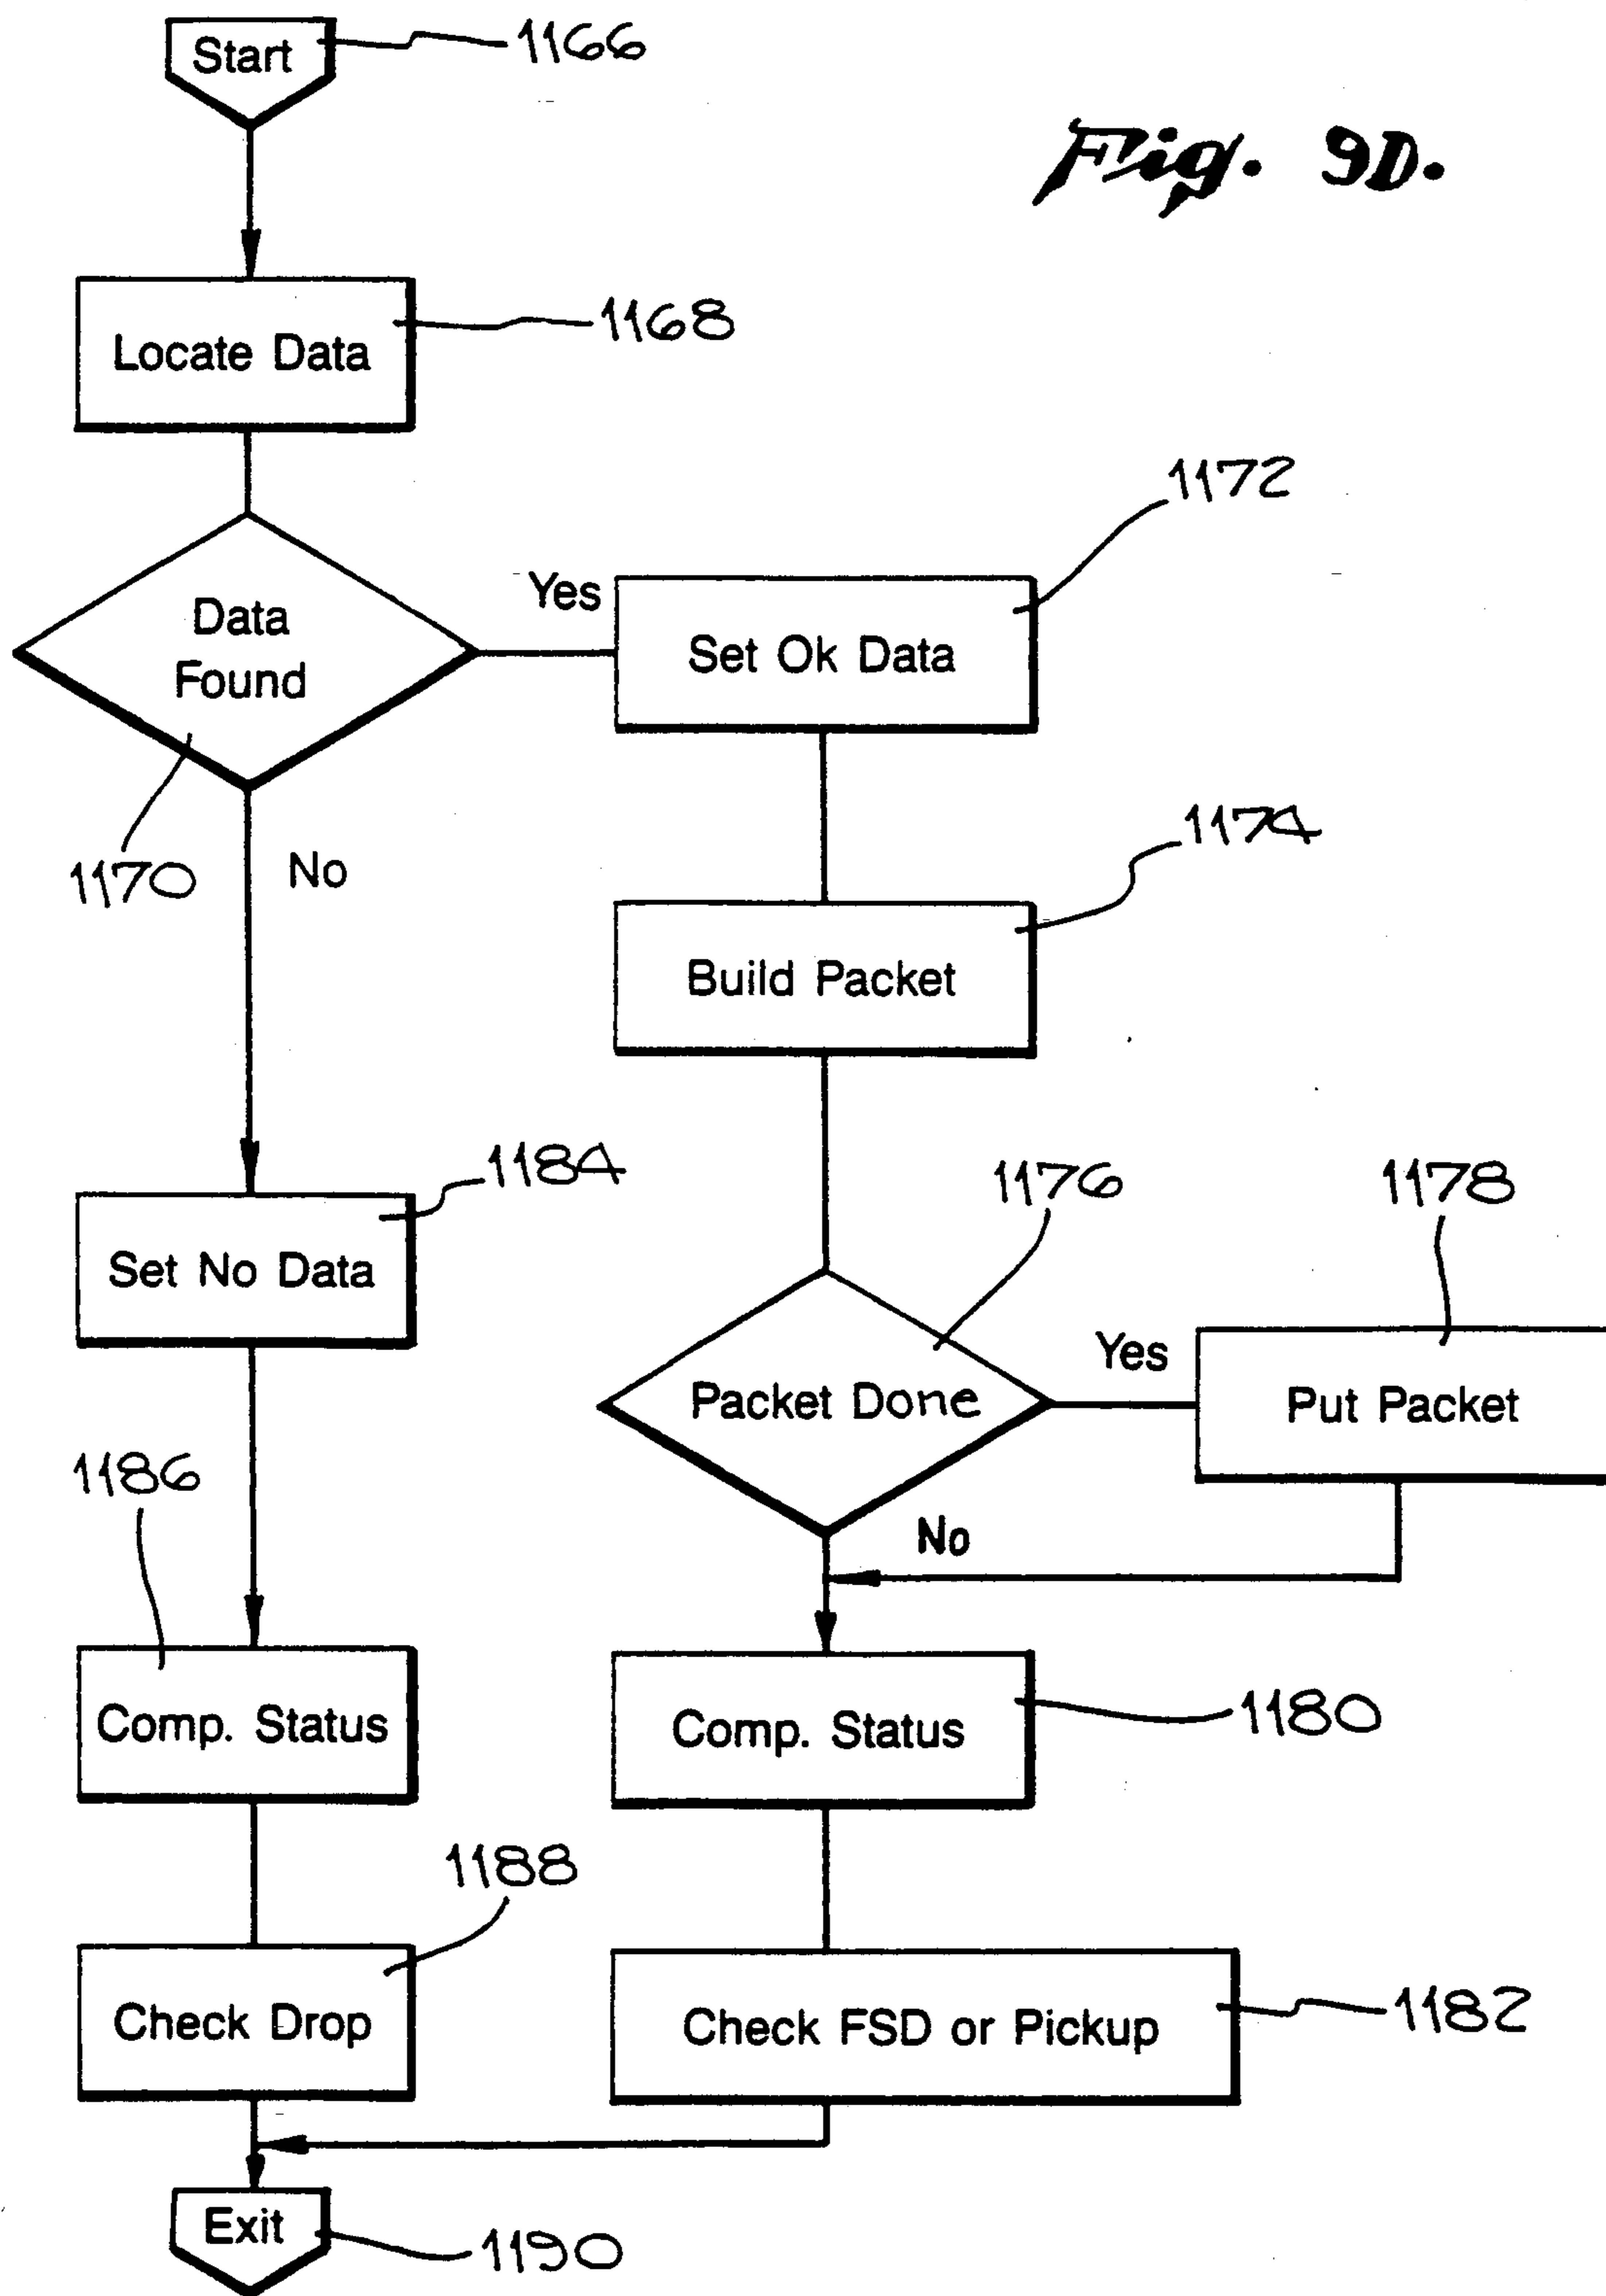 Start
1166
Fig. 9D.
Locate Data
1168
Data
Found
1170
Yes
No
Set Ok Data
1172
Build Packet
1174
Set No Data
1184
Packet Done
1176
Yes
No
Put Packet
1178
Comp. Status
1186
Comp. Status
1180
Check Drop
1188
Check FSD or Pickup
1182
Exit
1190